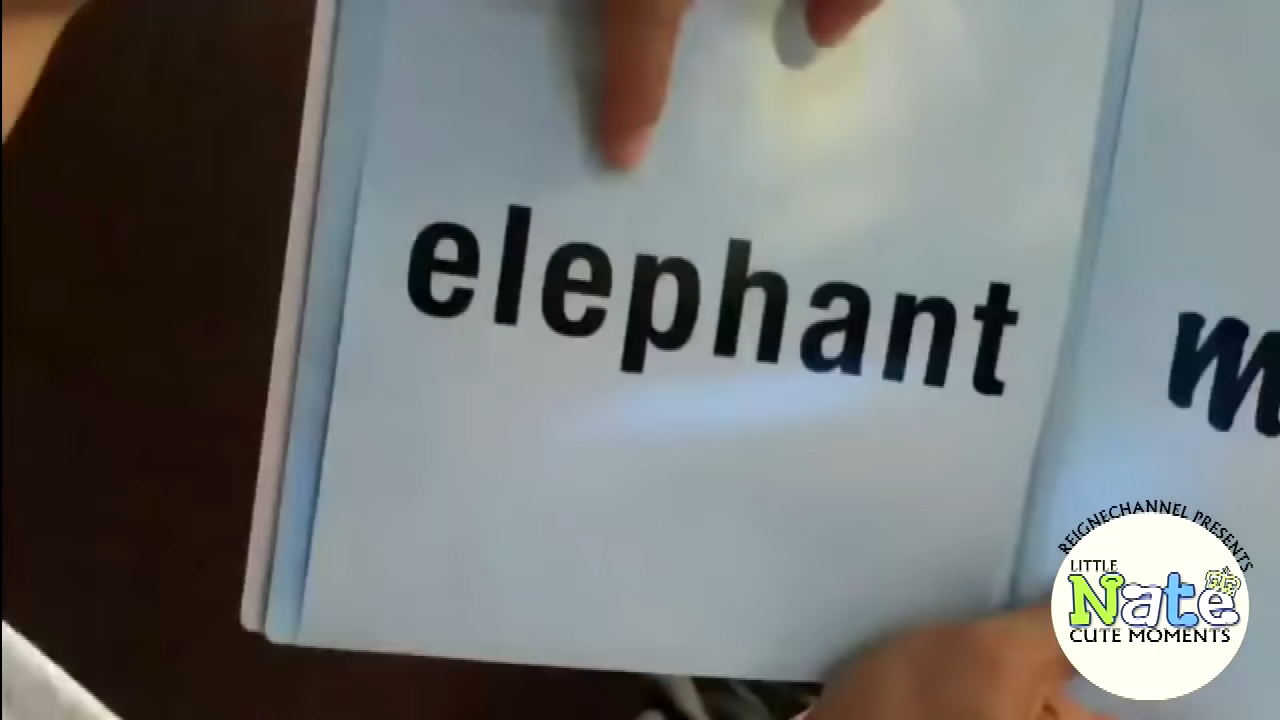 elephant
m
REIGNECHANNEL PRESENTS
LITTLE
Nate
CUTE MOMENTS